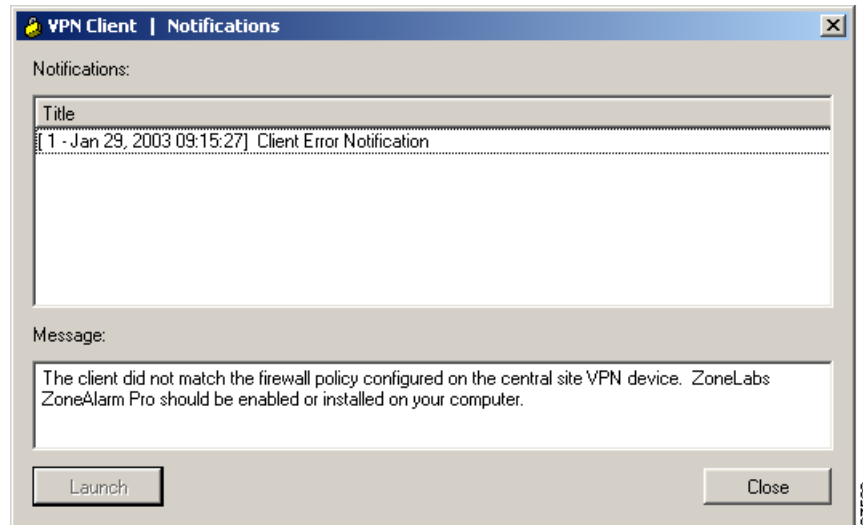 VPN Client | Notifications
Notifications:
Title
[ 1 - Jan 29, 2003 09:15:27] Client Error Notification
Message:
The client did not match the firewall policy configured on the central site VPN device. ZoneLabs
ZoneAlarm Pro should be enabled or installed on your computer.
Launch
Close